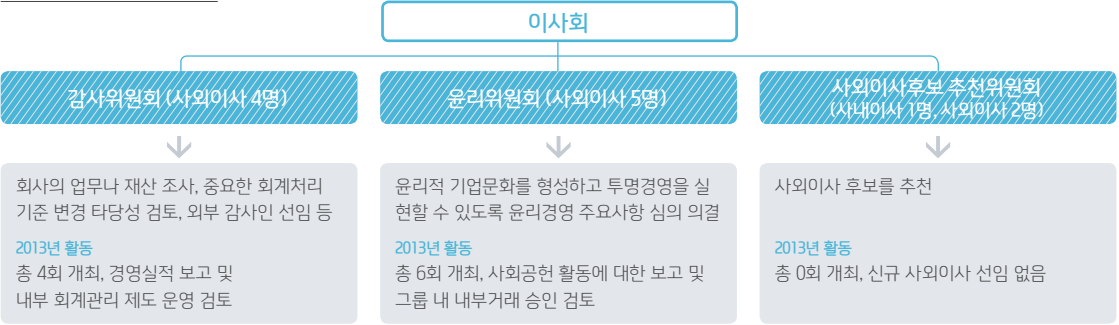 이사회
감사위원회 (사외이사 4명)
회사의 업무나 재산 조사, 중요한 회계처리
기준 변경 타당성 검토, 외부 감사인 선임 등
2013년 활동
총 4회 개최, 경영실적 보고 및
내부 회계관리 제도 운영 검토
윤리위원회 (사외이사 5명)
윤리적 기업문화를 형성하고 투명경영을 실
현할 수 있도록 윤리경영 주요사항 심의 의결
2013년 활동
총 6회 개최, 사회공헌 활동에 대한 보고 및
그룹 내 내부거래 승인 검토
사외이사후보 추천위원회
(사내이사 1명, 사외이사 2명)
사외이사 후보를 추천
2013년 활동
총 0회 개최, 신규 사외이사 선임 없음